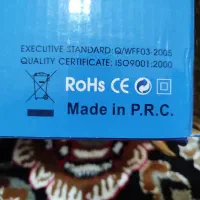 EXECUTIVE STANDARD: Q/WFF03-2005
QUALITY CERTIFICATE: ISO9001:2000
RoHS CE
Made in P.R.C.